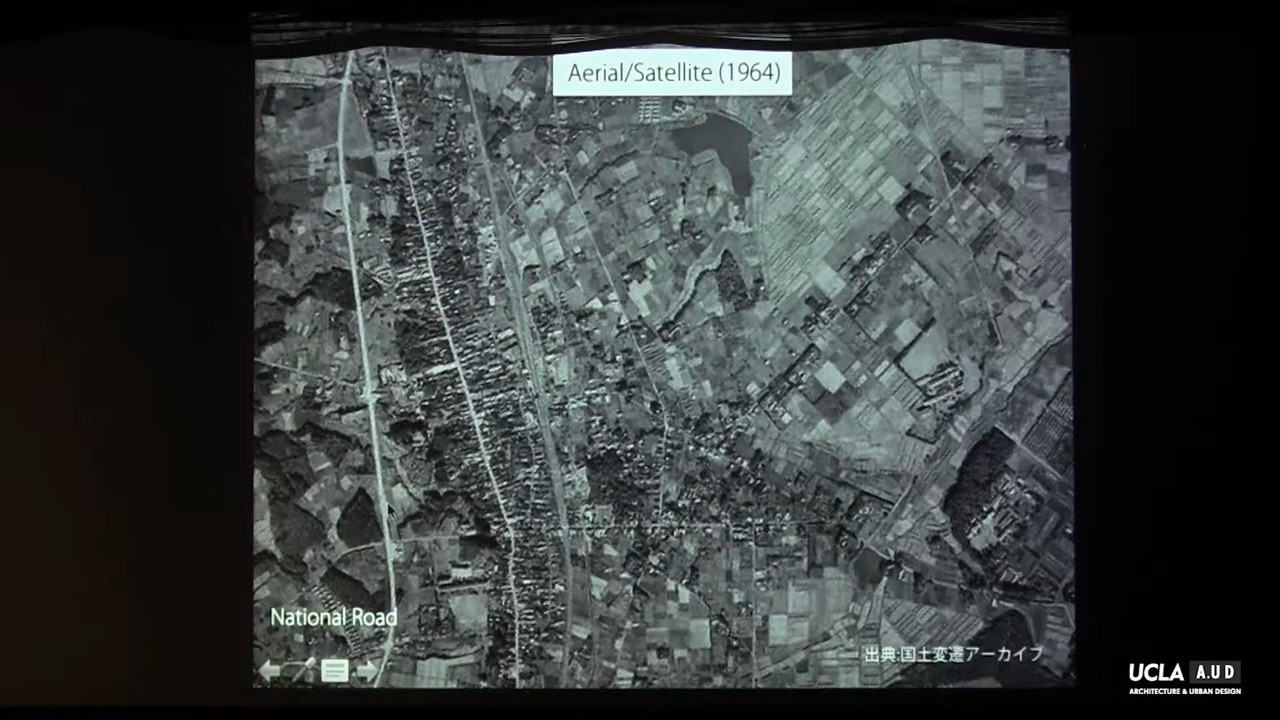 Aerial/Satellite (1964)
National Road
出典:国土変遷アーカイブ
UCLA A.UD
ARCHITECTURE & URBAN DESIGN